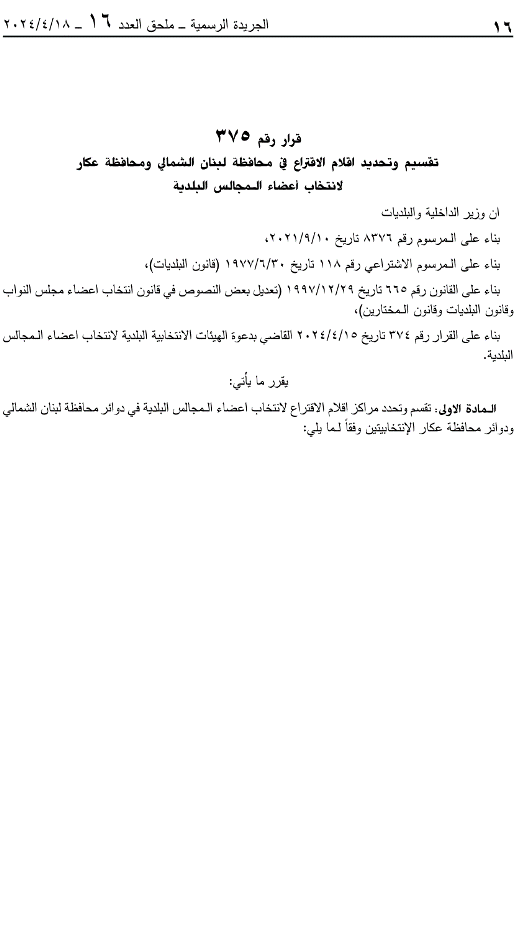 ١٦
الجريدة الرسمية ـ ملحق العدد ١٦ ـ ٢٠٢٤/٤/١٨
قرار رقم ٣٧٥
تقسيم وتحديد اقلام الاقتراع في محافظة لبنان الشمالي ومحافظة عكار
لانتخاب أعضاء المجالس البلدية
ان وزير الداخلية والبلديات
بناء على المرسوم رقم ٨٣٧٦ تاريخ ٢٠٢١/٩/١٠،
بناء على المرسوم الاشتراعي رقم ١١٨ تاريخ ١٩٧٧/٦/٣٠ (قانون البلديات)،
بناء على القانون رقم ٦٦٥ تاريخ ١٩٩٧/١٢/٢٩ (تعديل بعض النصوص في قانون انتخاب اعضاء مجلس النواب
وقانون البلديات وقانون المختارين)،
بناء على القرار رقم ٣٧٤ تاريخ ٢٠٢٤/٤/١٥ القاضي بدعوة الهيئات الانتخابية البلدية لانتخاب اعضاء المجالس
البلدية.
يقرر ما يأتي:
المادة الاولى: تقسم وتحدد مراكز اقلام الاقتراع لانتخاب اعضاء المجالس البلدية في دوائر محافظة لبنان الشمالي
ودوائر محافظة عكار الإنتخابيتين وفقاً لما يلي: